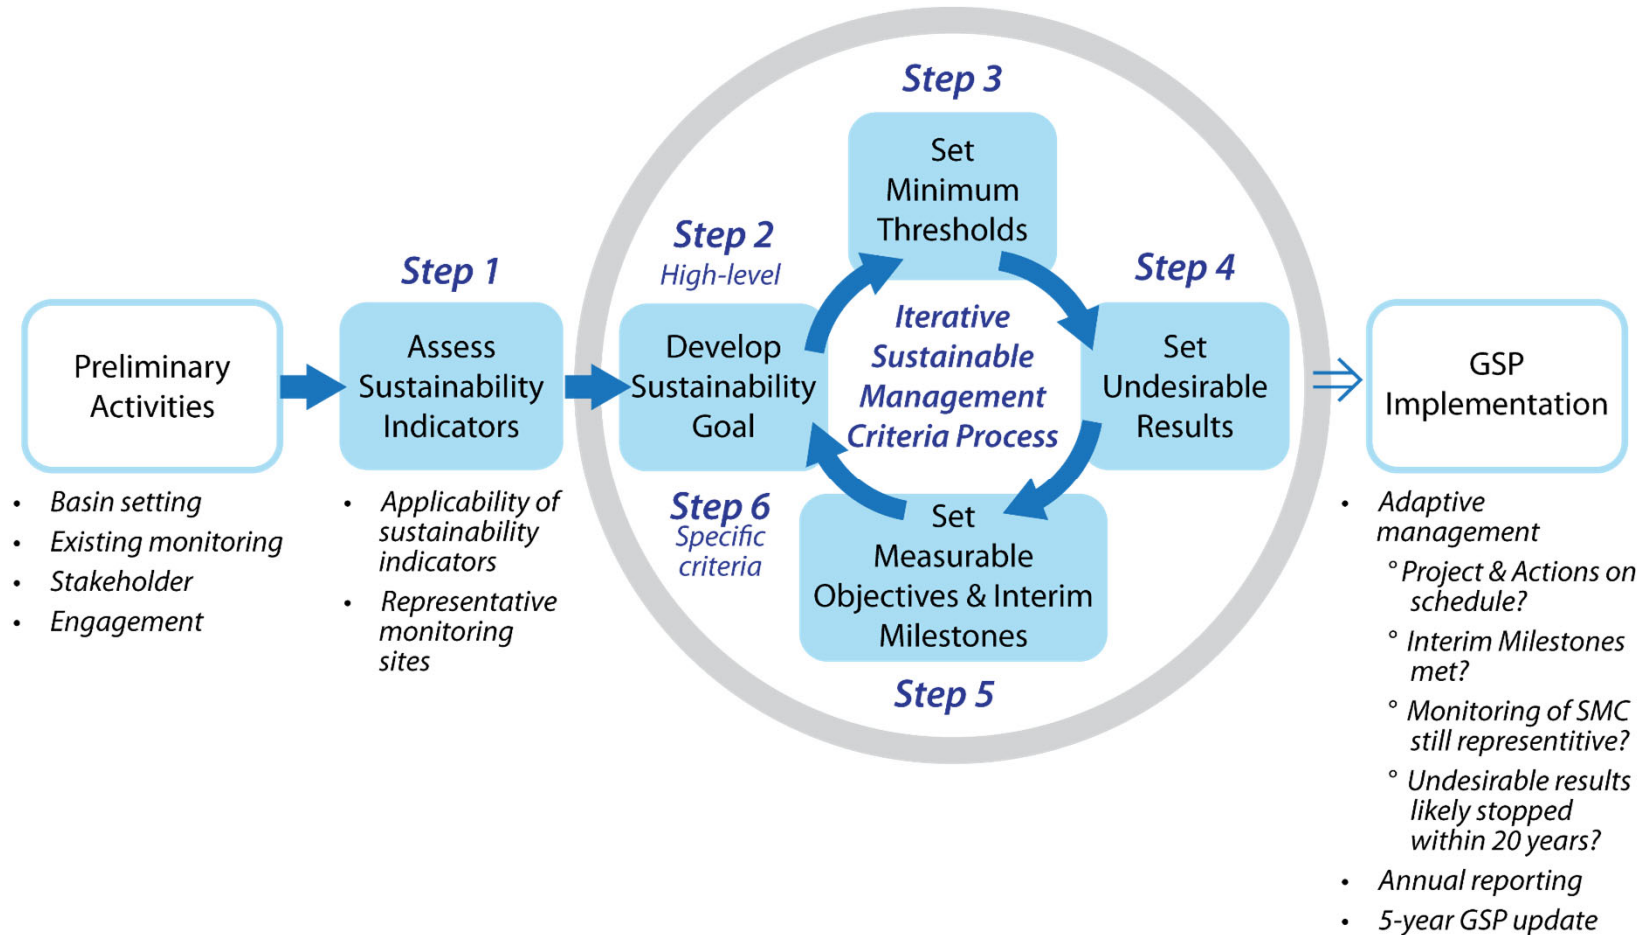 Preliminary
Activities
• Basin setting
• Existing monitoring
• Stakeholder
• Engagement
Step 1
Assess
Sustainability
Indicators
• Applicability of
sustainability
indicators
• Representative
monitoring
sites
Step 2
High-level
Develop
Sustainability
Goal
Step 6
Specific
criteria
Step 3
Set
Minimum
Thresholds
Iterative
Sustainable
Management
Criteria Process
Step 4
Set
Undesirable
Results
Set
Measurable
Objectives & Interim
Milestones
Step 5
GSP
Implementation
• Adaptive
management
° Project & Actions on
schedule?
° Interim Milestones
met?
° Monitoring of SMC
still representitive?
° Undesirable results
likely stopped
within 20 years?
• Annual reporting
• 5-year GSP update